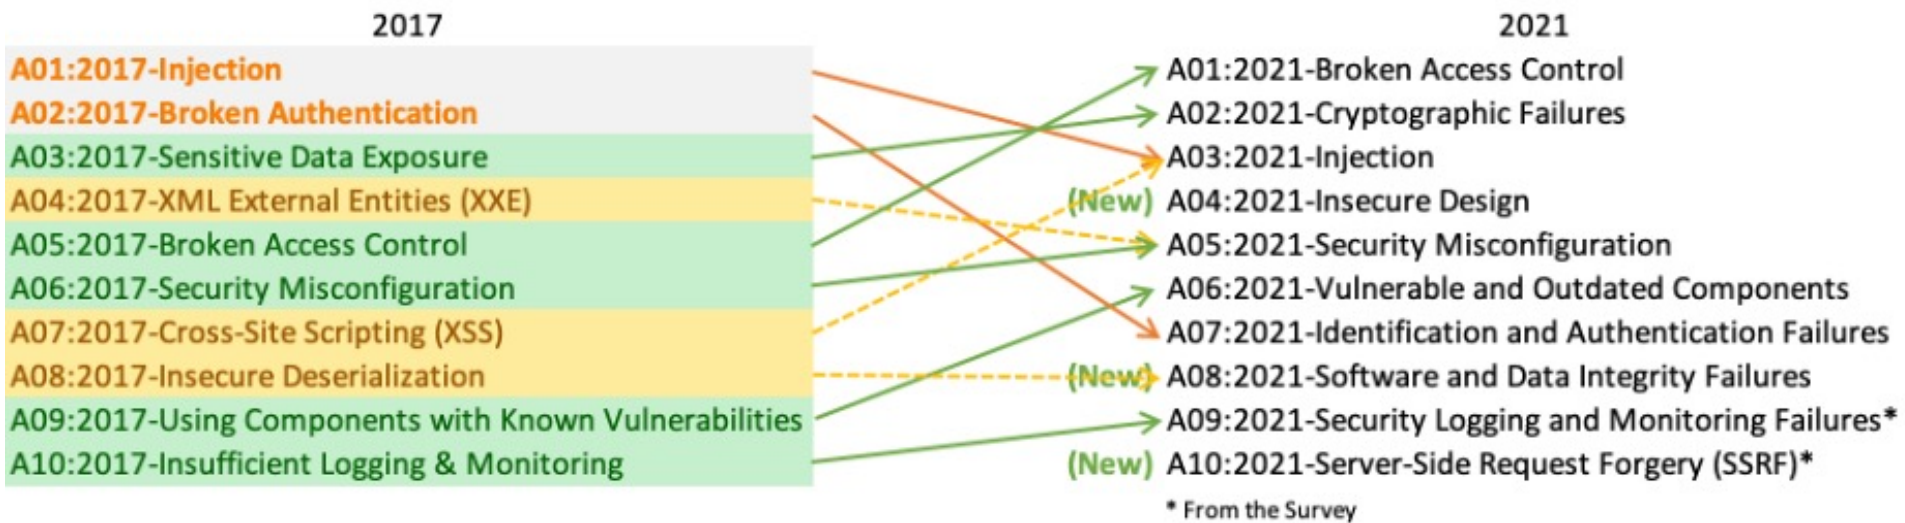 2017
A01:2017-Injection
A02:2017-Broken Authentication
A03:2017-Sensitive Data Exposure
A04:2017-XML External Entities (XXE)
A05:2017-Broken Access Control
A06:2017-Security Misconfiguration
A07:2017-Cross-Site Scripting (XSS)
A08:2017-Insecure Deserialization
A09:2017-Using Components with Known Vulnerabilities
A10:2017-Insufficient Logging & Monitoring
2021
A01:2021-Broken Access Control
A02:2021-Cryptographic Failures
A03:2021-Injection
(New) A04:2021-Insecure Design
A05:2021-Security Misconfiguration
A06:2021-Vulnerable and Outdated Components
A07:2021-Identification and Authentication Failures
(New) A08:2021-Software and Data Integrity Failures
A09:2021-Security Logging and Monitoring Failures*
(New) A10:2021-Server-Side Request Forgery (SSRF)*
* From the Survey